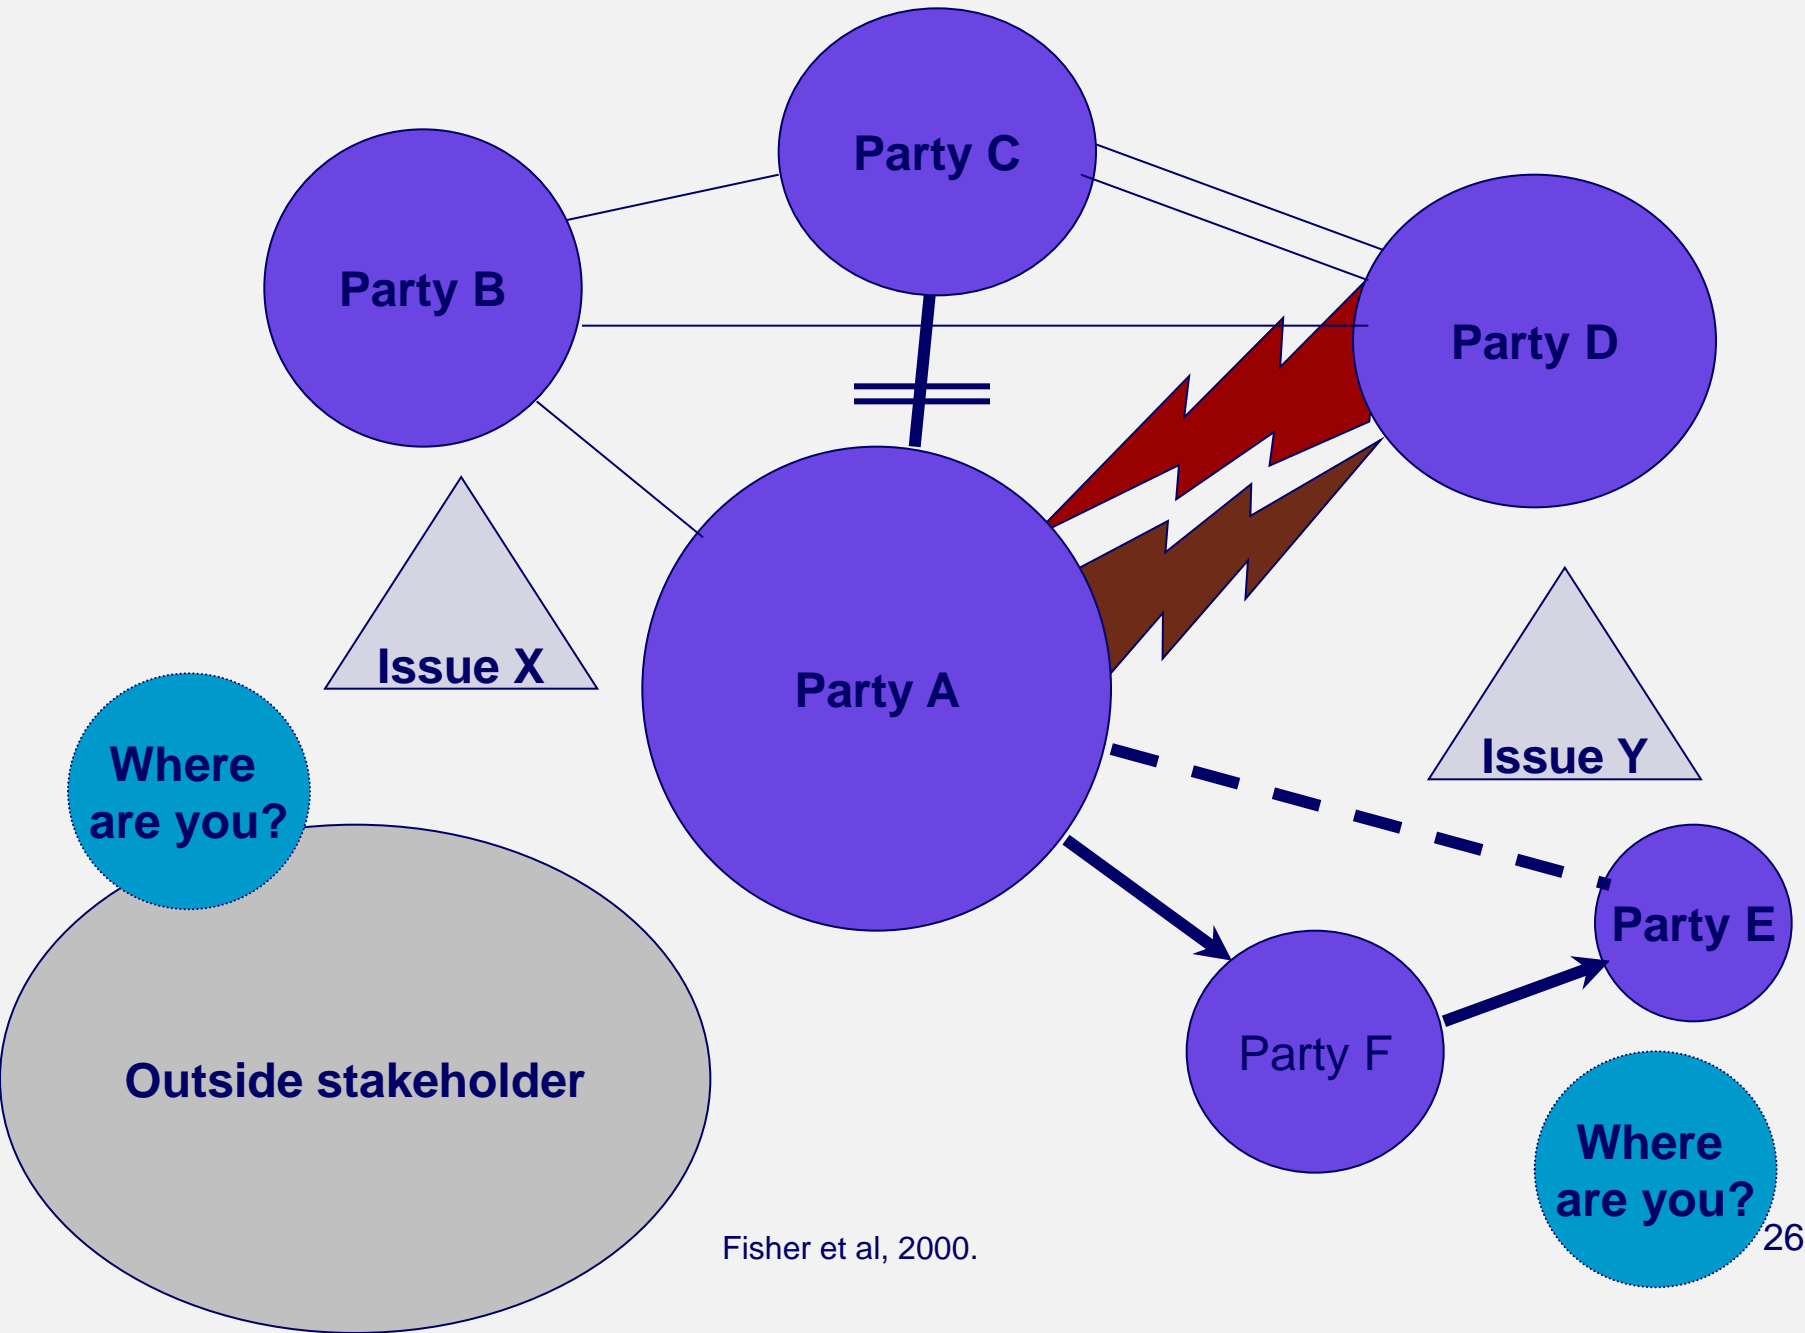 Party C
Party B
Party D
Issue X
Party A
Where
are you?
Issue Y
Party E
Party F
Outside stakeholder
Where
are you?
Fisher et al, 2000.
26